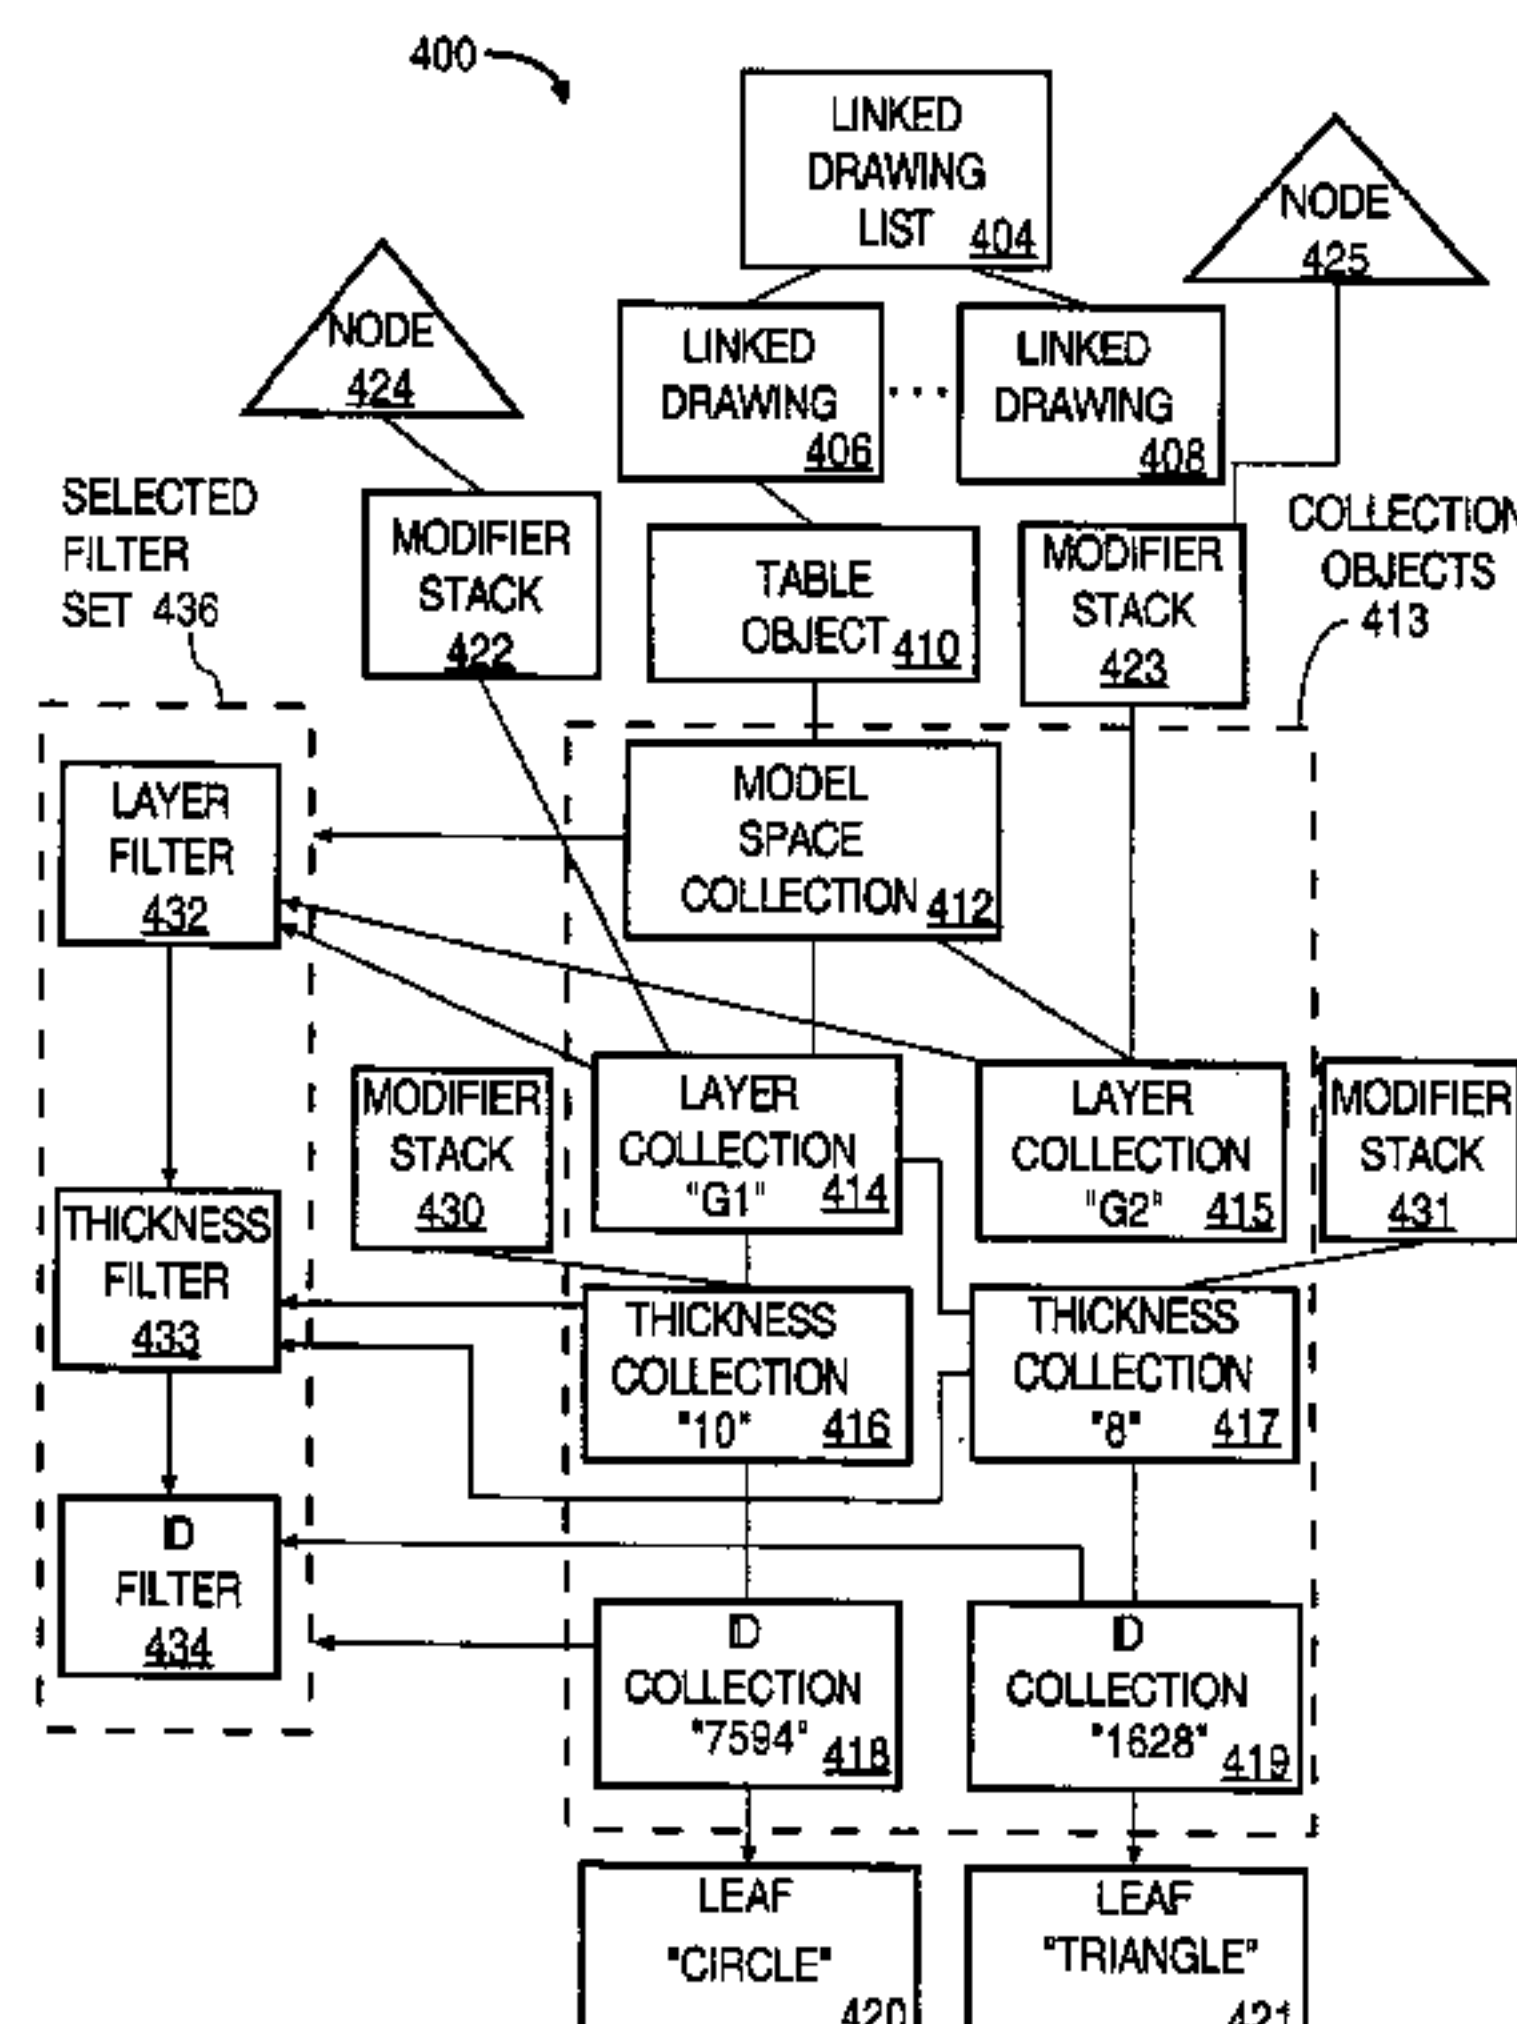 400
LINKED
DRAWING
LIST 404
NODE
425
NODE
424
LINKED
DRAWING
406
...
LINKED
DRAWING
408
SELECTED
FILTER
SET 436
MODIFIER
STACK
422
TABLE
OBJECT 410
MODIFIER
STACK
423
COLLECTION
OBJECTS
413
LAYER
FILTER
432
MODEL
SPACE
COLLECTION 412
MODIFIER
STACK
430
LAYER
COLLECTION
"G1" 414
LAYER
COLLECTION
"G2" 415
MODIFIER
STACK
431
THICKNESS
FILTER
433
THICKNESS
COLLECTION
"10" 416
THICKNESS
COLLECTION
"8" 417
ID
FILTER
434
ID
COLLECTION
"7594" 418
ID
COLLECTION
"1628" 419
LEAF
"CIRCLE"
420
LEAF
"TRIANGLE"
421